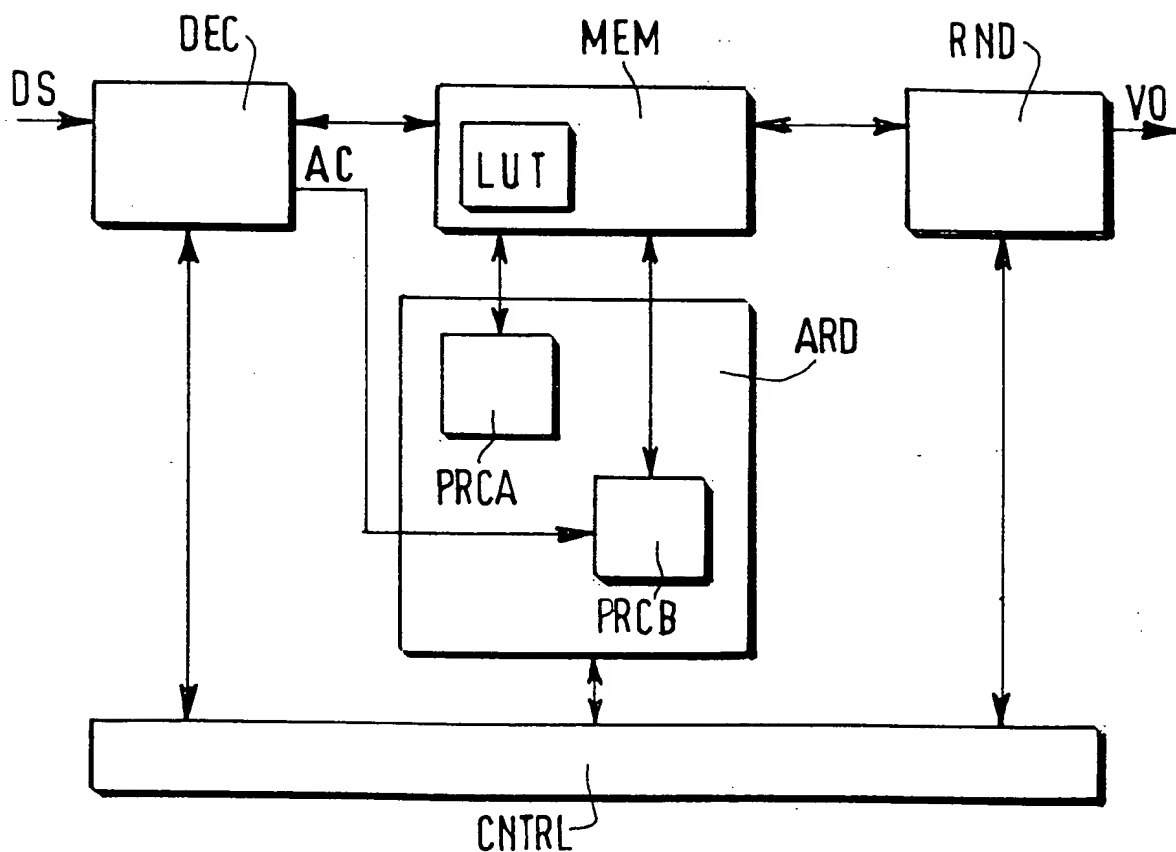 DEC
MEM
RND
DS
VO
AC
LUT
ARD
PRCA
PRCB
CNTRL